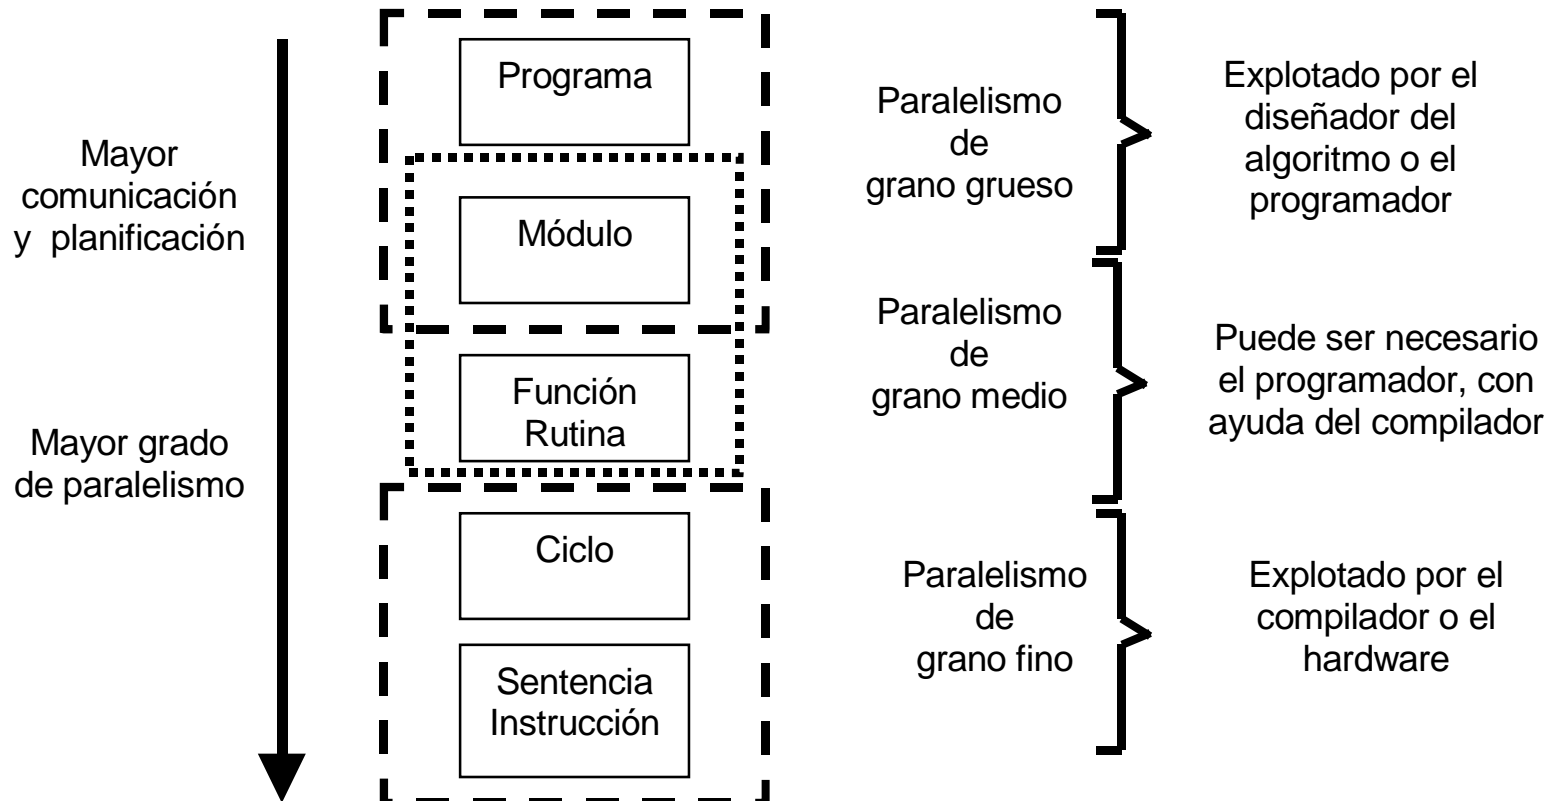 Mayor
comunicación
y planificación
Mayor grado
de paralelismo
Programa
Módulo
Función
Rutina
Ciclo
Sentencia
Instrucción
Paralelismo
de
grano grueso
Paralelismo
de
grano medio
Paralelismo
de
grano fino
Explotado por el
diseñador del
algoritmo o el
programador
Puede ser necesario
el programador, con
ayuda del compilador
Explotado por el
compilador o el
hardware